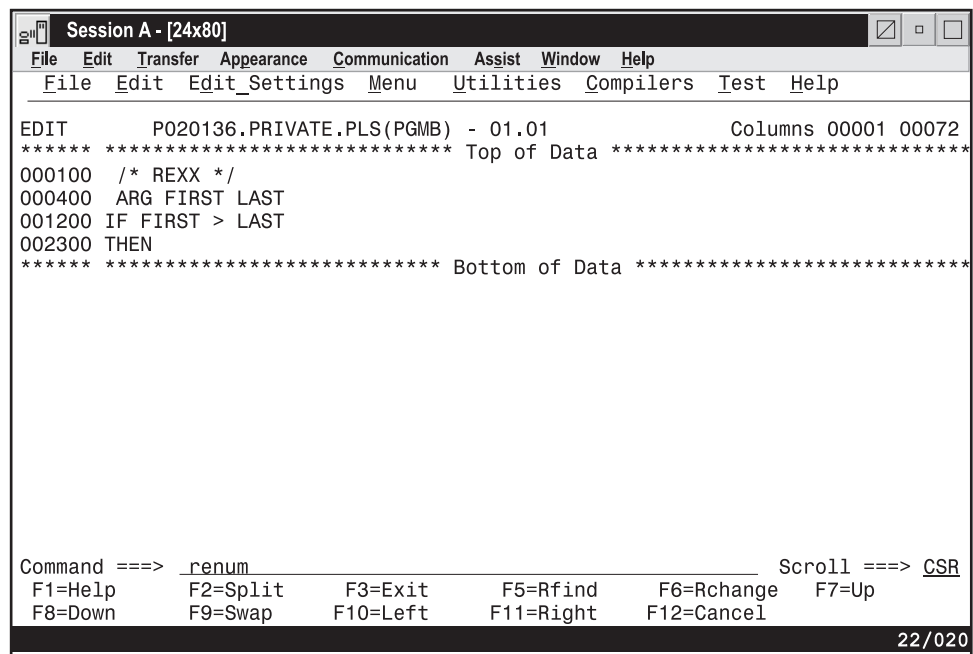 Session A - [24x80]
File Edit Transfer Appearance Communication Assist Window Help
File Edit Edit_Settings Menu Utilities Compilers Test Help
EDIT P020136.PRIVATE.PLS(PGMB) - 01.01 Columns 00001 00072
****** ***************************** Top of Data ******************************
000100 /* REXX */
000400 ARG FIRST LAST
001200 IF FIRST > LAST
002300 THEN
****** **************************** Bottom of Data ****************************
Command ===> renum Scroll ===> CSR
F1=Help F2=Split F3=Exit F5=Rfind F6=Rchange F7=Up
F8=Down F9=Swap F10=Left F11=Right F12=Cancel
22/020